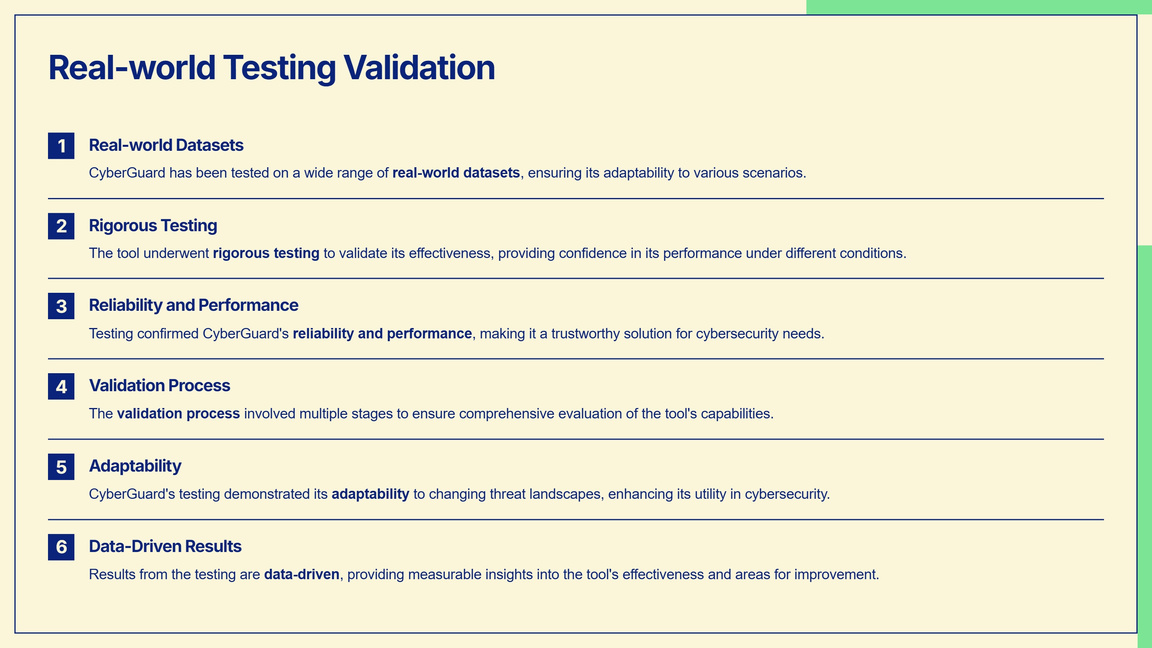 Real-world Testing Validation
1
Real-world Datasets
CyberGuard has been tested on a wide range of real-world datasets, ensuring its adaptability to various scenarios.
2
Rigorous Testing
The tool underwent rigorous testing to validate its effectiveness, providing confidence in its performance under different conditions.
3
Reliability and Performance
Testing confirmed CyberGuard's reliability and performance, making it a trustworthy solution for cybersecurity needs.
4
Validation Process
The validation process involved multiple stages to ensure comprehensive evaluation of the tool's capabilities.
5
Adaptability
CyberGuard's testing demonstrated its adaptability to changing threat landscapes, enhancing its utility in cybersecurity.
6
Data-Driven Results
Results from the testing are data-driven, providing measurable insights into the tool's effectiveness and areas for improvement.